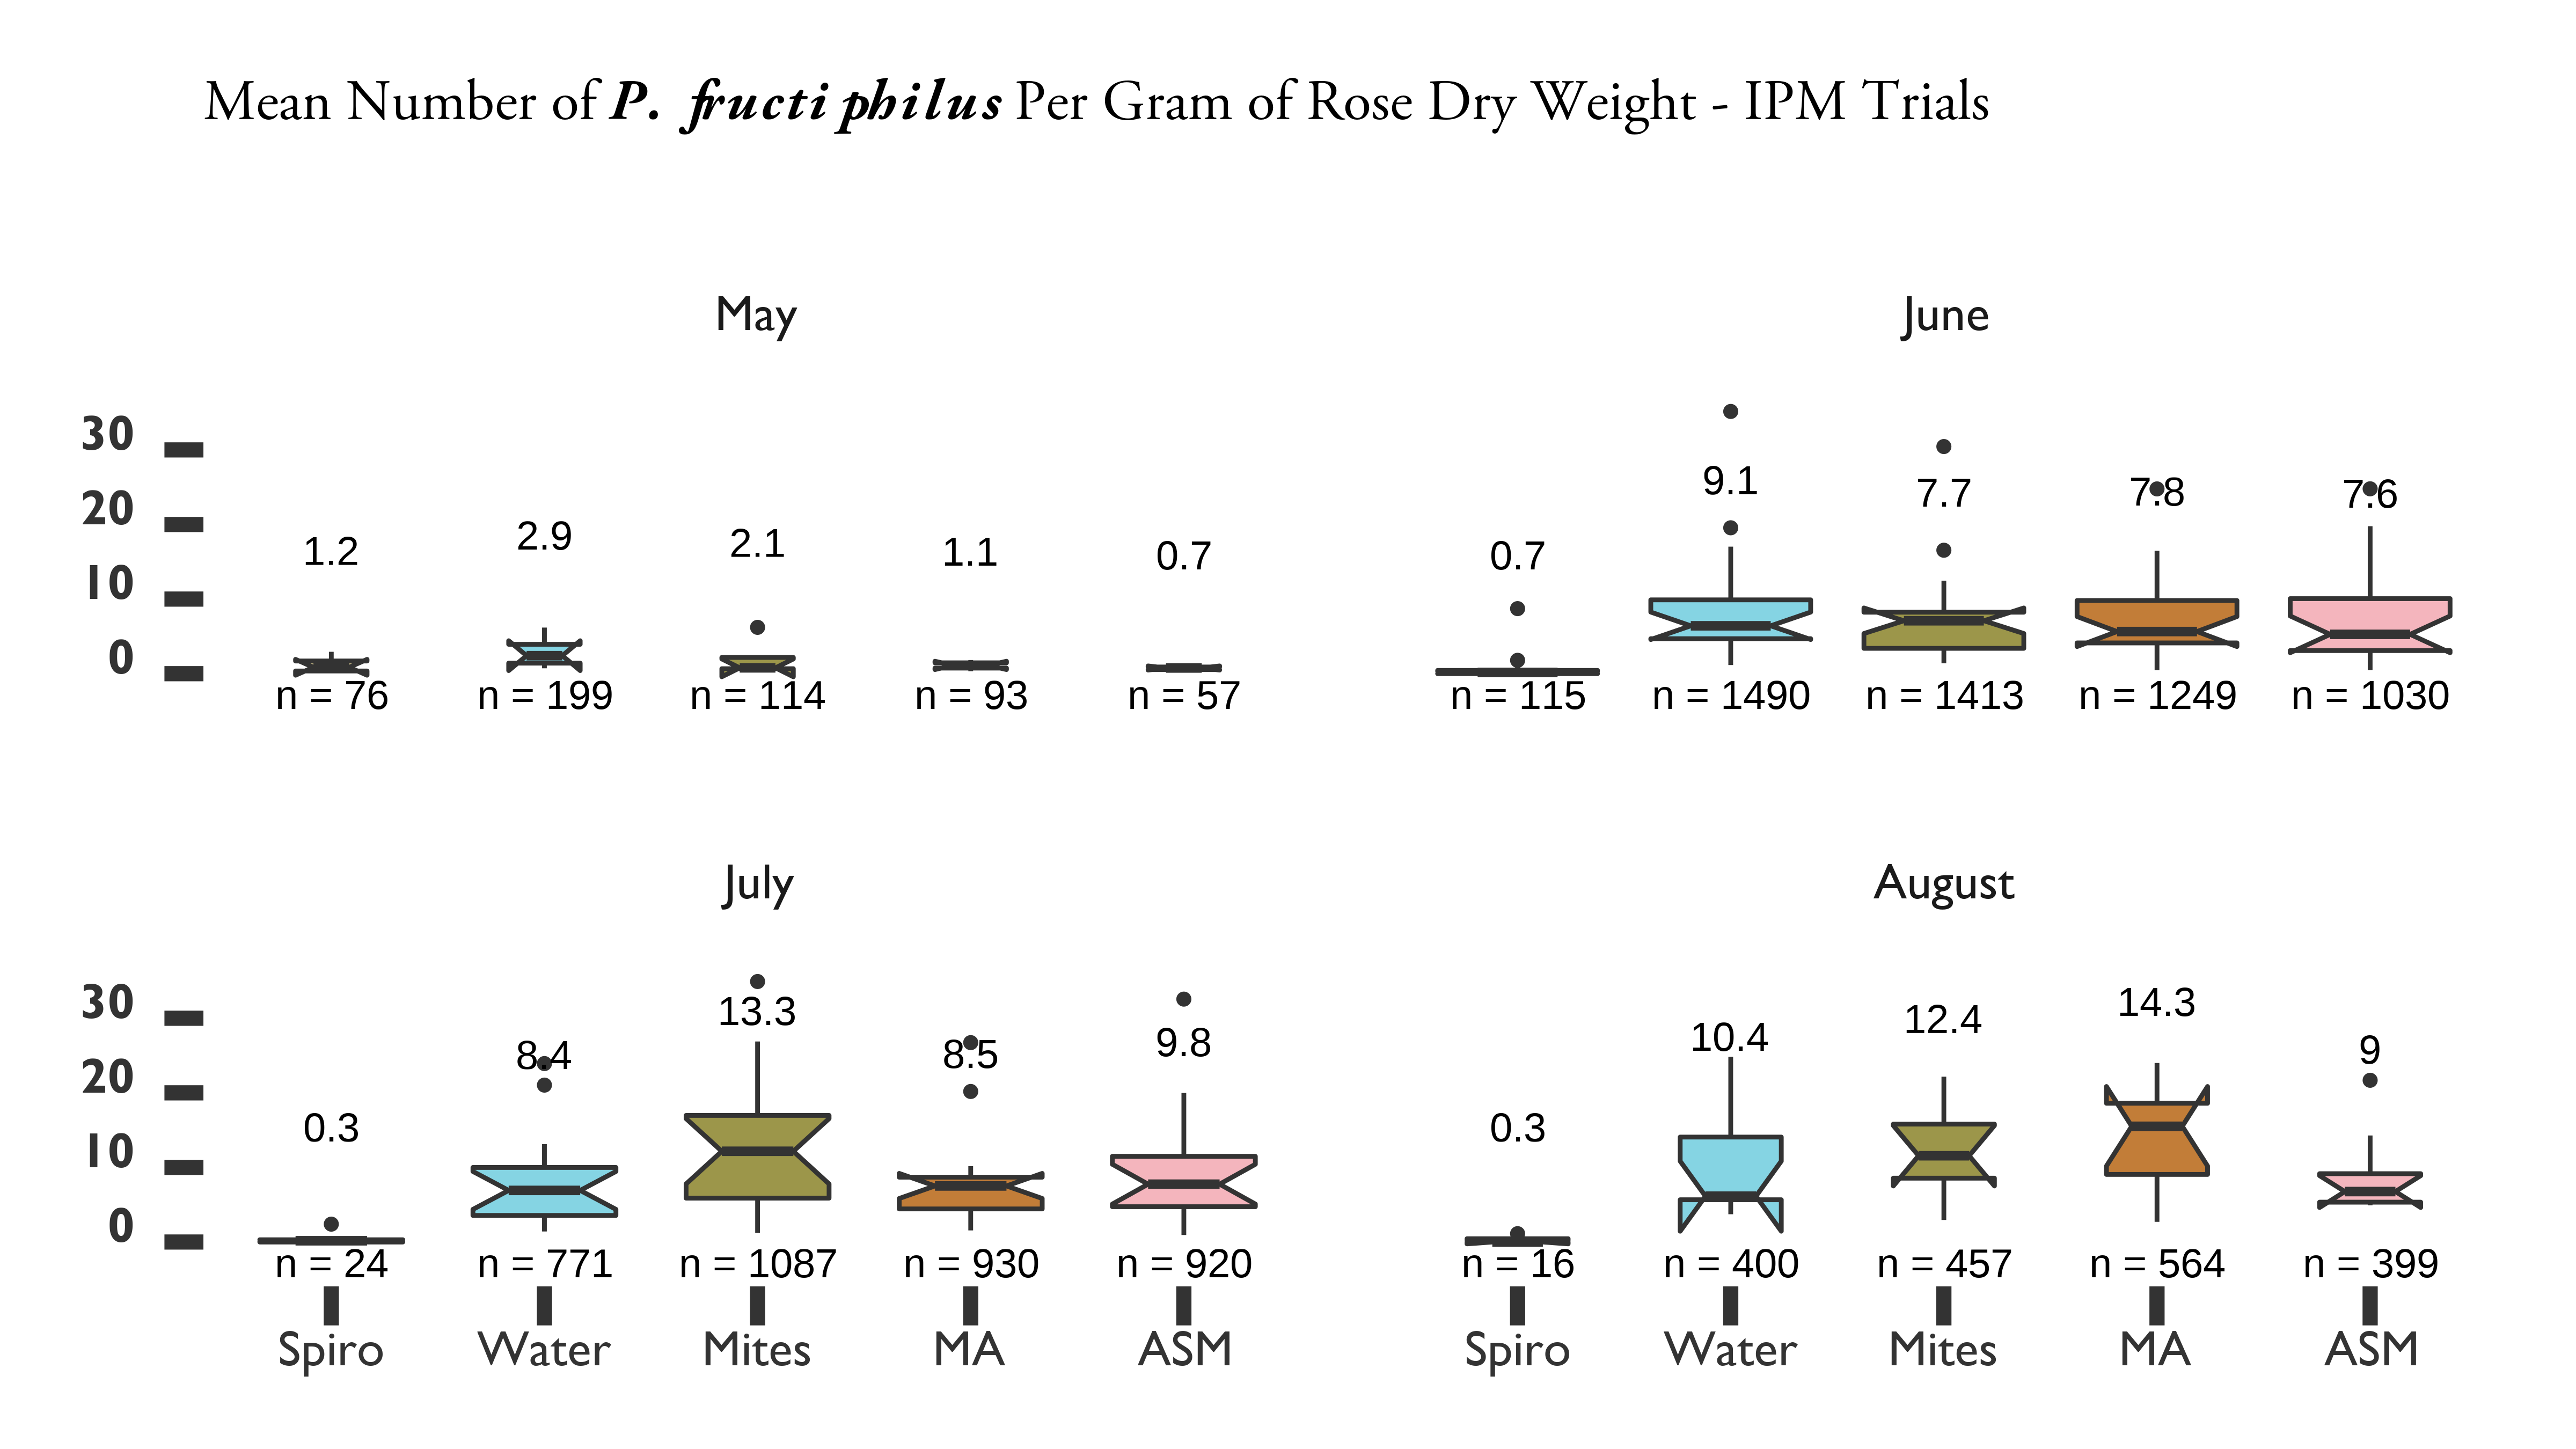 Mean Number of P. fructiphilus Per Gram of Rose Dry Weight - IPM Trials
May
30
20
10
0
1.2 2.9 2.1 1.1 0.7
n = 76 n = 199 n = 114 n = 93 n = 57
June
0.7 9.1 7.7 7.8 7.6
n = 115 n = 1490 n = 1413 n = 1249 n = 1030
July
30
20
10
0
0.3 8.4 13.3 8.5 9.8
n = 24 n = 771 n = 1087 n = 930 n = 920
Spiro Water Mites MA ASM
August
0.3 10.4 12.4 14.3 9
n = 16 n = 400 n = 457 n = 564 n = 399
Spiro Water Mites MA ASM